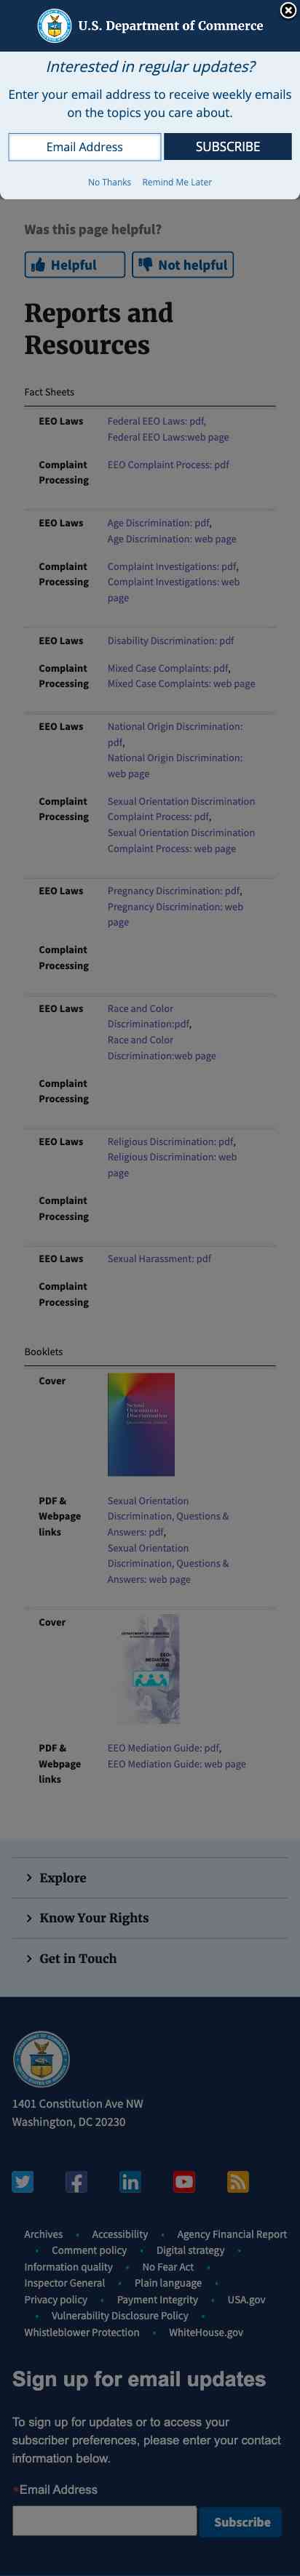 U.S. Department of Commerce
Interested in regular updates?
Enter your email address to receive weekly emails
on the topics you care about.
Email Address
SUBSCRIBE
No Thanks Remind Me Later
Was this page helpful?
Helpful
Not helpful
Reports and
Resources
Fact Sheets
EEO Laws
Federal EEO Laws: pdf,
Federal EEO Laws:web page
Complaint
Processing
EEO Complaint Process: pdf
EEO Laws
Age Discrimination: pdf,
Age Discrimination: web page
Complaint
Processing
Complaint Investigations: pdf,
Complaint Investigations: web
page
EEO Laws
Disability Discrimination: pdf
Complaint
Processing
Mixed Case Complaints: pdf,
Mixed Case Complaints: web page
EEO Laws
National Origin Discrimination:
pdf,
National Origin Discrimination:
web page
Complaint
Processing
Sexual Orientation Discrimination
Complaint Process: pdf,
Sexual Orientation Discrimination
Complaint Process: web page
EEO Laws
Pregnancy Discrimination: pdf,
Pregnancy Discrimination: web
page
Complaint
Processing
EEO Laws
Race and Color
Discrimination:pdf,
Race and Color
Discrimination:web page
Complaint
Processing
EEO Laws
Religious Discrimination: pdf,
Religious Discrimination: web
page
Complaint
Processing
EEO Laws
Sexual Harassment: pdf
Complaint
Processing
Booklets
Cover
Sexual
Orientation
Discrimination
PDF &
Webpage
links
Sexual Orientation
Discrimination, Questions &
Answers: pdf,
Sexual Orientation
Discrimination, Questions &
Answers: web page
Cover
DEPARTMENT OF COMMERCE
EEO
MEDIATION
GUIDE
PDF &
Webpage
links
EEO Mediation Guide: pdf,
EEO Mediation Guide: web page
Explore
Know Your Rights
Get in Touch
1401 Constitution Ave NW
Washington, DC 20230
Archives • Accessibility • Agency Financial Report
• Comment policy • Digital strategy •
Information quality • No Fear Act •
Inspector General • Plain language •
Privacy policy • Payment Integrity • USA.gov
• Vulnerability Disclosure Policy •
Whistleblower Protection • WhiteHouse.gov
Sign up for email updates
To sign up for updates or to access your
subscriber preferences, please enter your contact
information below.
*Email Address
Subscribe